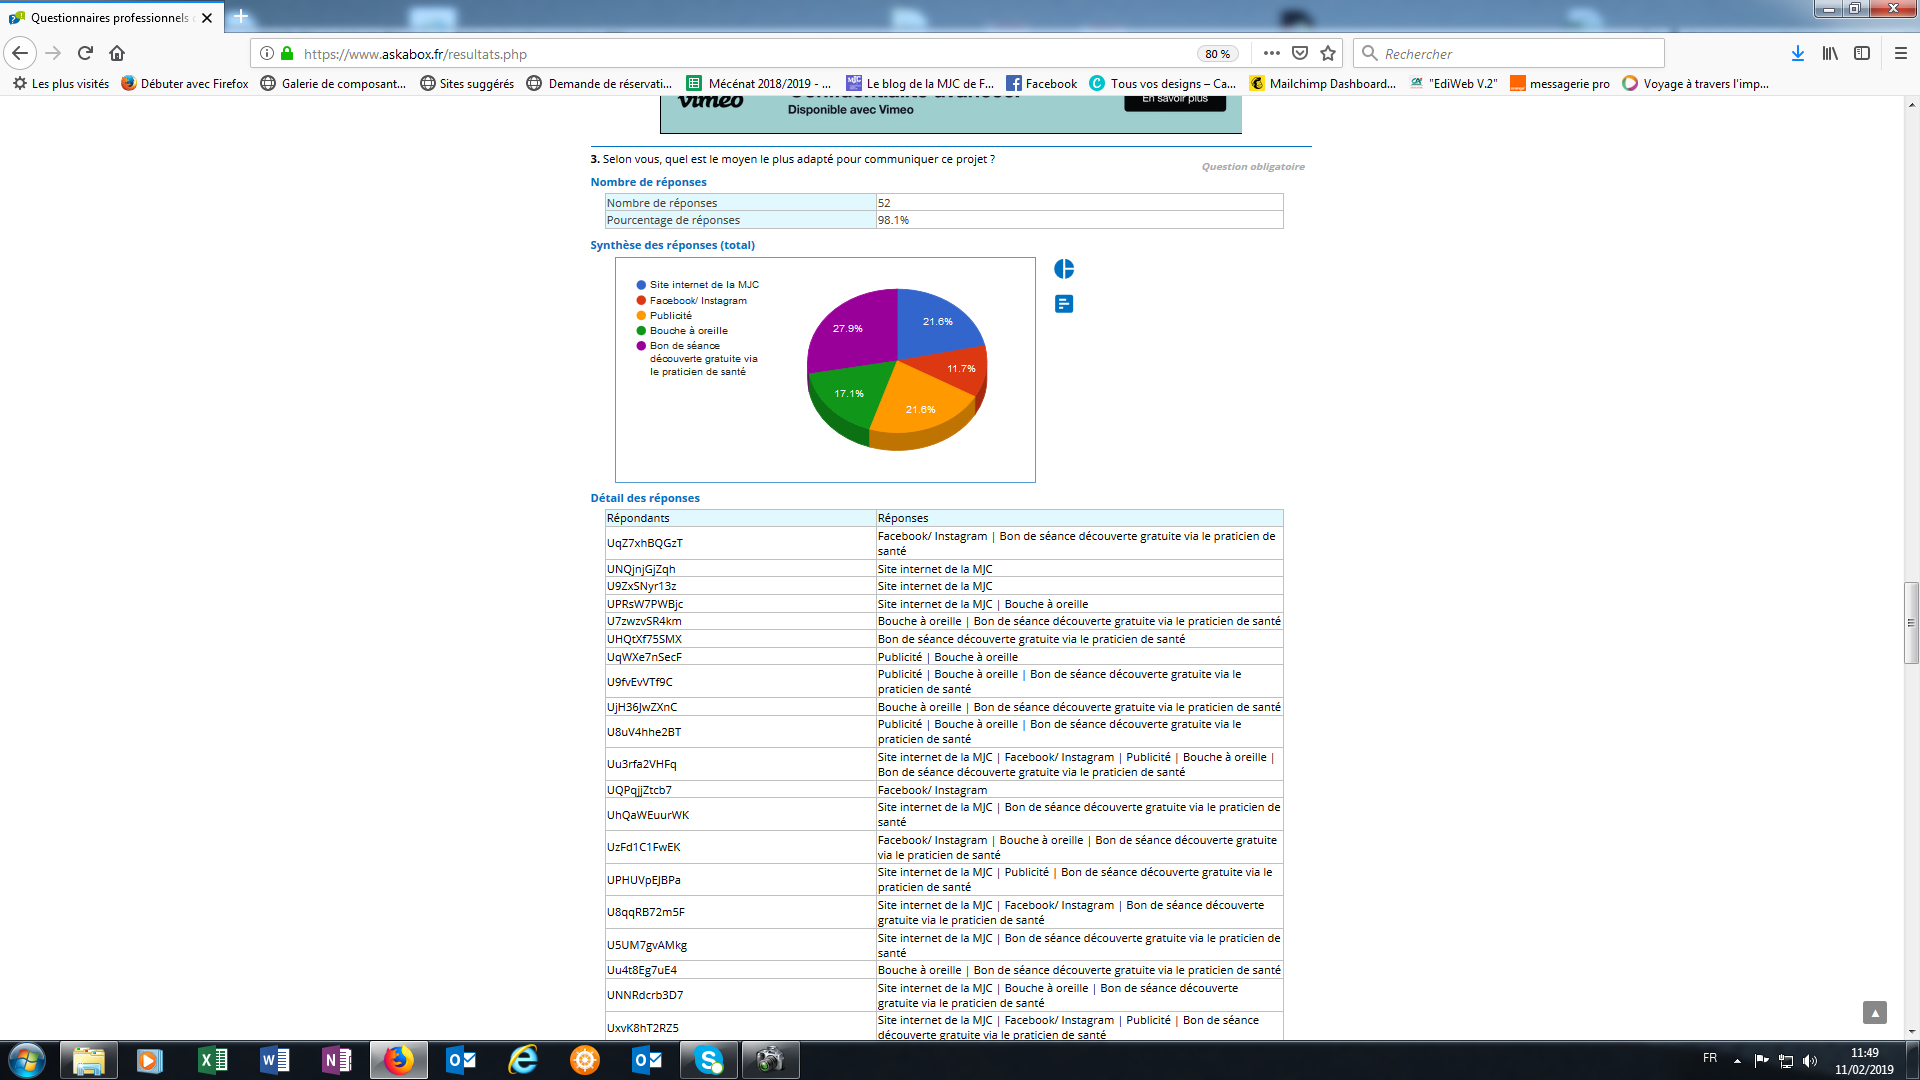 Questionnaires professionnels
https://www.askabox.fr/resultats.php
80 %
Rechercher
Les plus visités
Débuter avec Firefox
Galerie de composant...
Sites suggérés
Demande de réservati...
Mécénat 2018/2019 - ...
Le blog de la MJC de F...
Facebook
Tous vos designs – Ca...
Mailchimp Dashboard...
"EdiWeb V.2"
messagerie pro
Voyage à travers l'imp...
vimeo
Disponible avec Vimeo
En savoir plus
3. Selon vous, quel est le moyen le plus adapté pour communiquer ce projet ?
Question obligatoire
Nombre de réponses
Nombre de réponses 52
Pourcentage de réponses 98.1%
Synthèse des réponses (total)
Site internet de la MJC
Facebook/ Instagram
Publicité
Bouche à oreille
Bon de séance
découverte gratuite via
le praticien de santé
27.9%
21.6%
11.7%
17.1%
21.6%
Détail des réponses
Répondants Réponses
UqZ7xhBQGzT Facebook/ Instagram | Bon de séance découverte gratuite via le praticien de
santé
UNQjnjGjZqh Site internet de la MJC
U9ZxSNyr13z Site internet de la MJC
UPRsW7PWBjc Site internet de la MJC | Bouche à oreille
U7zwzvSR4km Bouche à oreille | Bon de séance découverte gratuite via le praticien de santé
UHQtXf75SMX Bon de séance découverte gratuite via le praticien de santé
UqWXe7nSecF Publicité | Bouche à oreille
U9fvEvVTf9C Publicité | Bouche à oreille | Bon de séance découverte gratuite via le
praticien de santé
UjH36JwZXnC Bouche à oreille | Bon de séance découverte gratuite via le praticien de santé
U8uV4hhe2BT Publicité | Bouche à oreille | Bon de séance découverte gratuite via le
praticien de santé
Uu3rfa2VHFq Site internet de la MJC | Facebook/ Instagram | Publicité | Bouche à oreille |
Bon de séance découverte gratuite via le praticien de santé
UQPqjjZtcb7 Facebook/ Instagram
UhQaWEuurWK Site internet de la MJC | Bon de séance découverte gratuite via le praticien de
santé
UzFd1C1FwEK Facebook/ Instagram | Bouche à oreille | Bon de séance découverte gratuite
via le praticien de santé
UPHUVpEJBPa Site internet de la MJC | Publicité | Bon de séance découverte gratuite via le
praticien de santé
U8qqRB72m5F Site internet de la MJC | Facebook/ Instagram | Bon de séance découverte
gratuite via le praticien de santé
U5UM7gvAMkg Site internet de la MJC | Bon de séance découverte gratuite via le praticien de
santé
Uu4t8Eg7uE4 Bouche à oreille | Bon de séance découverte gratuite via le praticien de santé
UNNRdcrb3D7 Site internet de la MJC | Bouche à oreille | Bon de séance découverte
gratuite via le praticien de santé
UxvK8hT2RZ5 Site internet de la MJC | Facebook/ Instagram | Publicité | Bon de séance
découverte gratuite via le praticien de santé
FR
11:49
11/02/2019